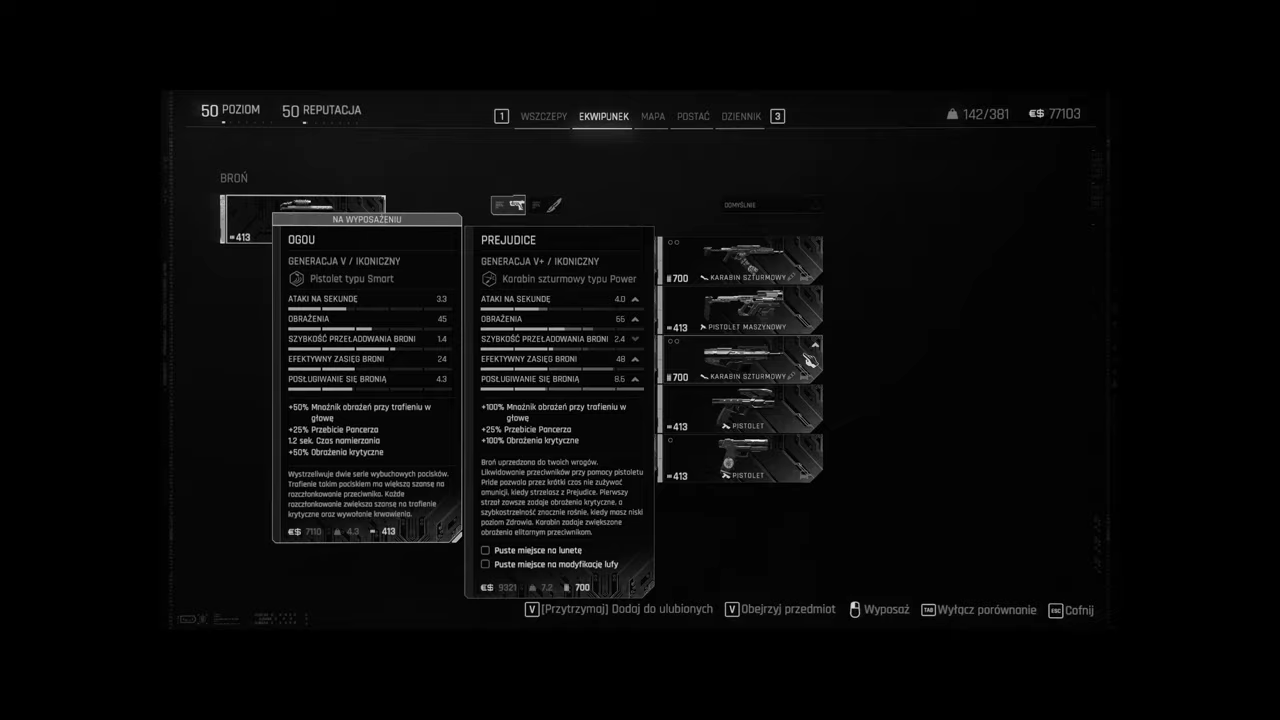 50 POZIOM
50 REPUTACJA
1 WSZCZEPY EKWIPUNEK MAPA POSTAĆ DZIENNIK 3
142/381
€$ 77103
BROŃ
DOMYŚLNIE
413
NA WYPOSAŻENIU
OGOU
GENERACJA V / IKONICZNY
Pistolet typu Smart
ATAKI NA SEKUNDĘ 3.3
OBRAŻENIA 45
SZYBKOŚĆ PRZEŁADOWANIA BRONI 1.4
EFEKTYWNY ZASIĘG BRONI 24
POSŁUGIWANIE SIĘ BRONIĄ 4.3
+50% Mnożnik obrażeń przy trafieniu w
głowę
+25% Przebicie Pancerza
1.2 sek. Czas namierzania
+50% Obrażenia krytyczne
Wystrzeliwuje dwie serie wybuchowych pocisków.
Trafienie takim pociskiem ma większą szansę na
rozczłonkowanie przeciwnika. Każde
rozczłonkowanie zwiększa szansę na trafienie
krytyczne oraz wywołanie krwawienia.
€$ 7110 4.3 413
PREJUDICE
GENERACJA V+ / IKONICZNY
Karabin szturmowy typu Power
ATAKI NA SEKUNDĘ 4.0
OBRAŻENIA 55
SZYBKOŚĆ PRZEŁADOWANIA BRONI 2.4
EFEKTYWNY ZASIĘG BRONI 48
POSŁUGIWANIE SIĘ BRONIĄ 8.5
+100% Mnożnik obrażeń przy trafieniu w
głowę
+25% Przebicie Pancerza
+100% Obrażenia krytyczne
Broń uprzedzona do twoich wrogów.
Likwidowanie przeciwników przy pomocy pistoletu
Pride pozwala przez krótki czas nie zużywać
amunicji, kiedy strzelasz z Prejudice. Pierwszy
strzał zawsze zadaje obrażenia krytyczne, a
szybkostrzelność znacznie rośnie, kiedy masz niski
poziom Zdrowia. Karabin zadaje zwiększone
obrażenia elitarnym przeciwnikom.
Puste miejsce na lunetę
Puste miejsce na modyfikację lufy
€$ 9321 7.2 700
700 KARABIN SZTURMOWY
413 PISTOLET MASZYNOWY
700 KARABIN SZTURMOWY
413 PISTOLET
413 PISTOLET
V [Przytrzymaj] Dodaj do ulubionych V Obejrzyj przedmiot Wyposaż TAB Wyłącz porównanie ESC Cofnij